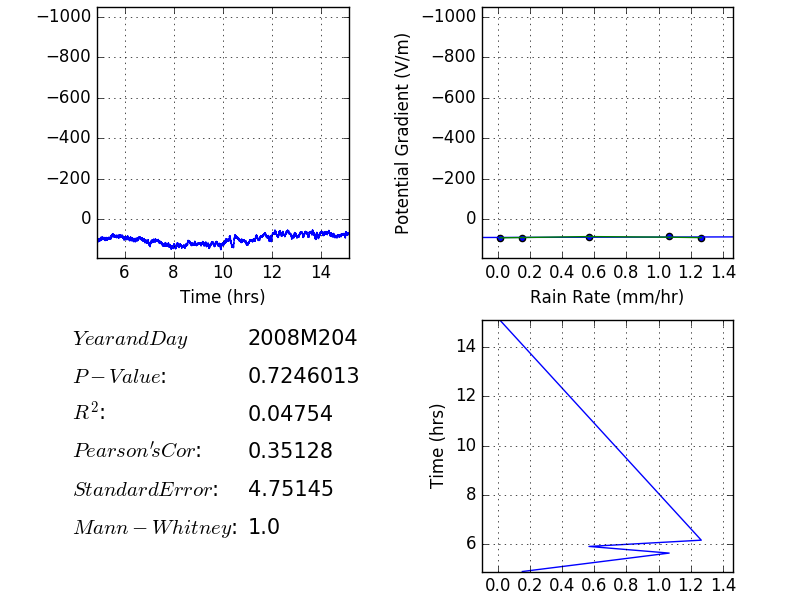 −1000
−800
−600
−400
−200
0
6 8 10 12 14
Time (hrs)
Potential Gradient (V/m)
−1000
−800
−600
−400
−200
0
0.0 0.2 0.4 0.6 0.8 1.0 1.2 1.4
Rain Rate (mm/hr)
YearandDay 2008M204
P − Value: 0.7246013
R²: 0.04754
Pearson'sCor: 0.35128
StandardError: 4.75145
Mann − Whitney: 1.0
Time (hrs)
14
12
10
8
6
0.0 0.2 0.4 0.6 0.8 1.0 1.2 1.4